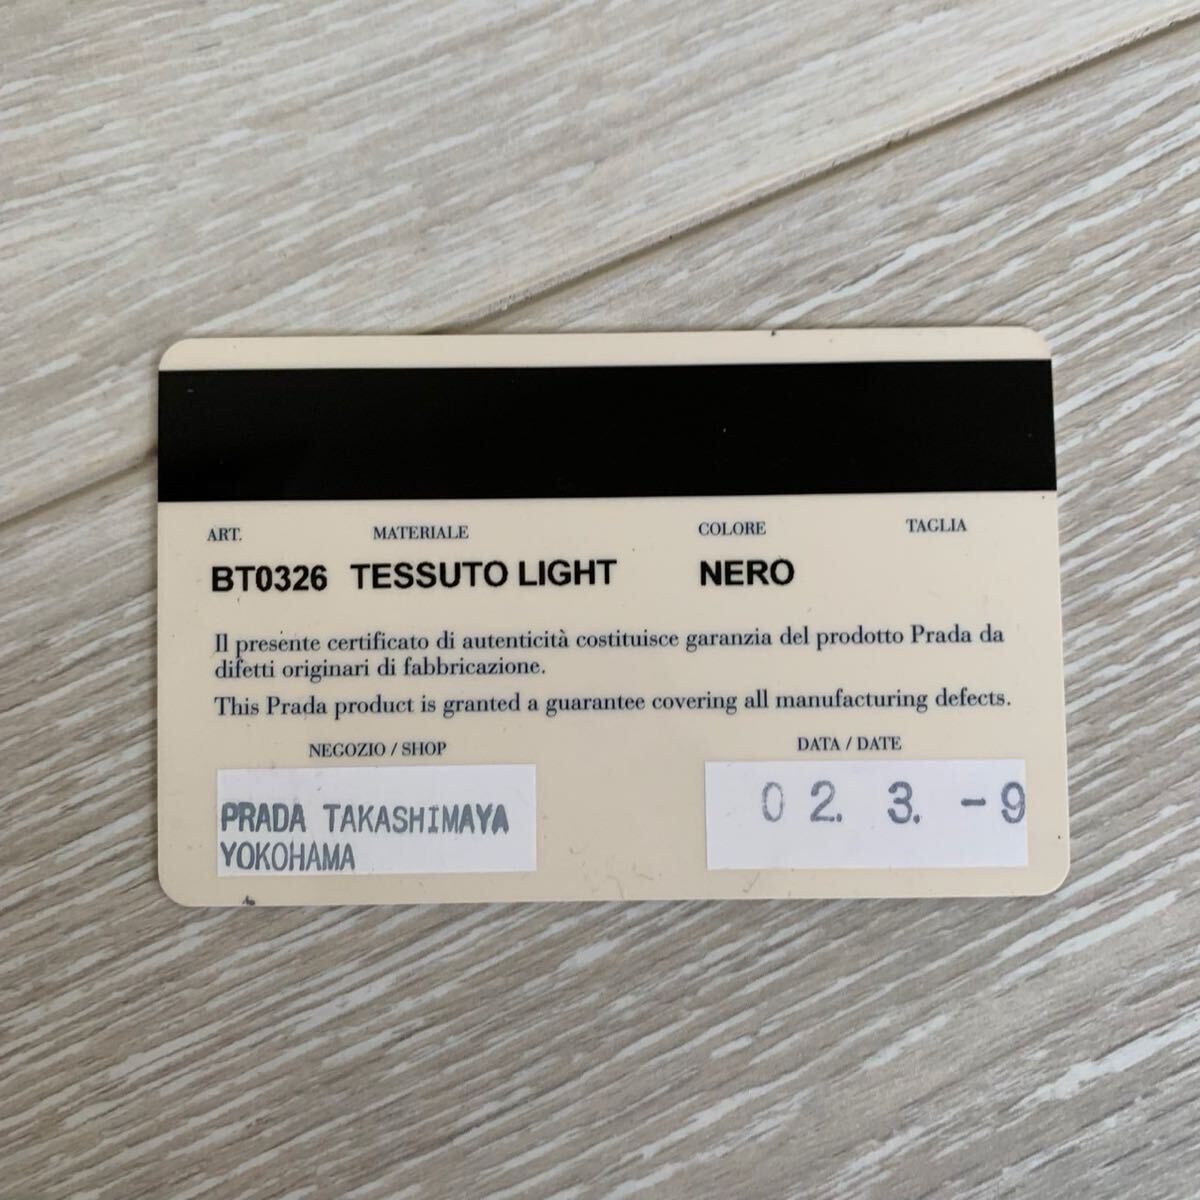 ART. MATERIALE COLORE TAGLIA
BT0326 TESSUTO LIGHT NERO
Il presente certificato di autenticità costituisce garanzia del prodotto Prada da
difetti originari di fabbricazione.
This Prada product is granted a guarantee covering all manufacturing defects.
NEGOZIO / SHOP DATA / DATE
PRADA TAKASHIMAYA
YOKOHAMA
02. 3. -9